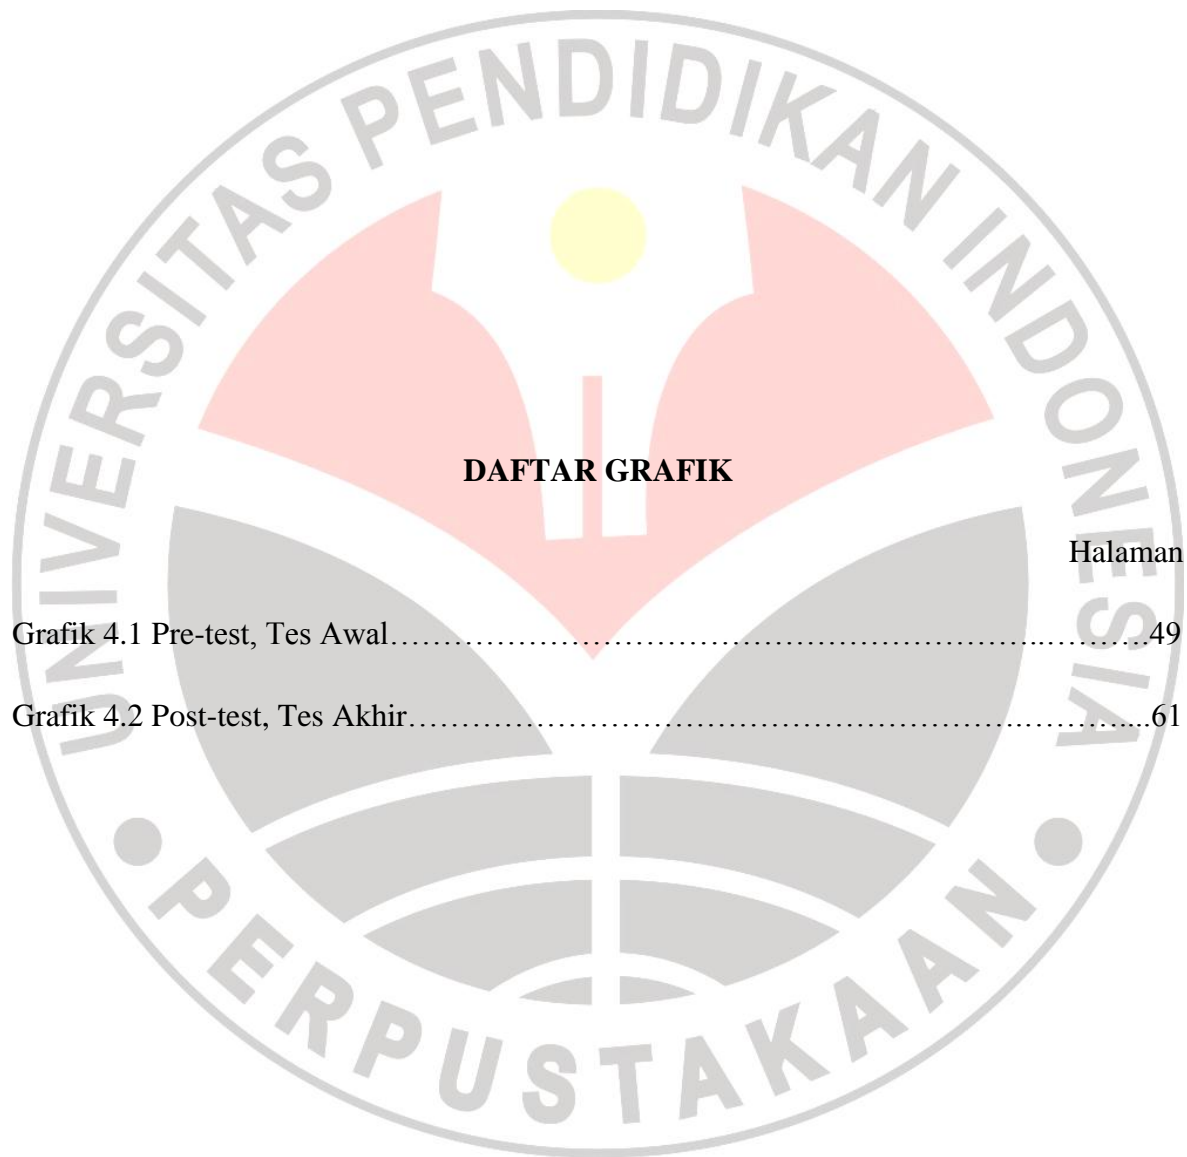 UNIVERSITAS PENDIDIKAN INDONESIA
DAFTAR GRAFIK
Halaman
Grafik 4.1 Pre-test, Tes Awal……………………………………………………………..………..49
Grafik 4.2 Post-test, Tes Akhir…………………………………………………….………....61
PERPUSTAKAAN